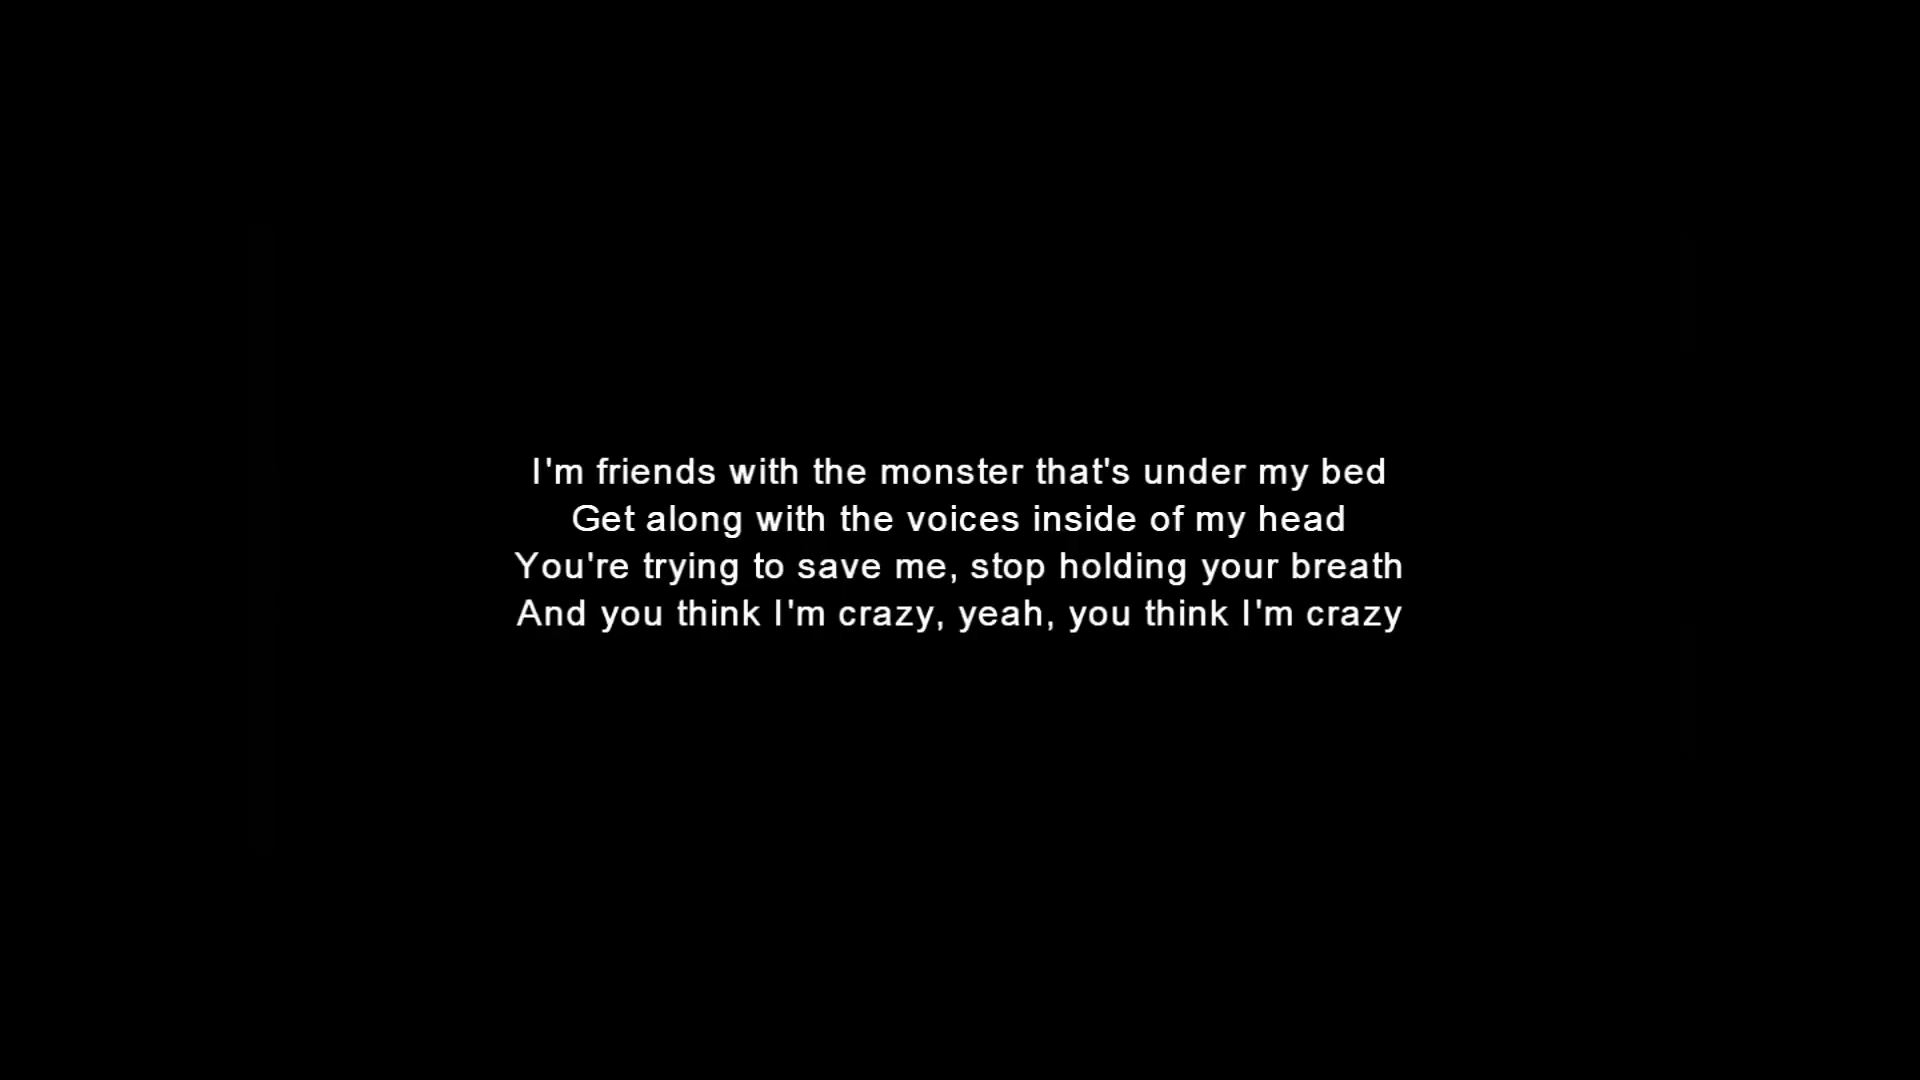 I'm friends with the monster that's under my bed
Get along with the voices inside of my head
You're trying to save me, stop holding your breath
And you think I'm crazy, yeah, you think I'm crazy